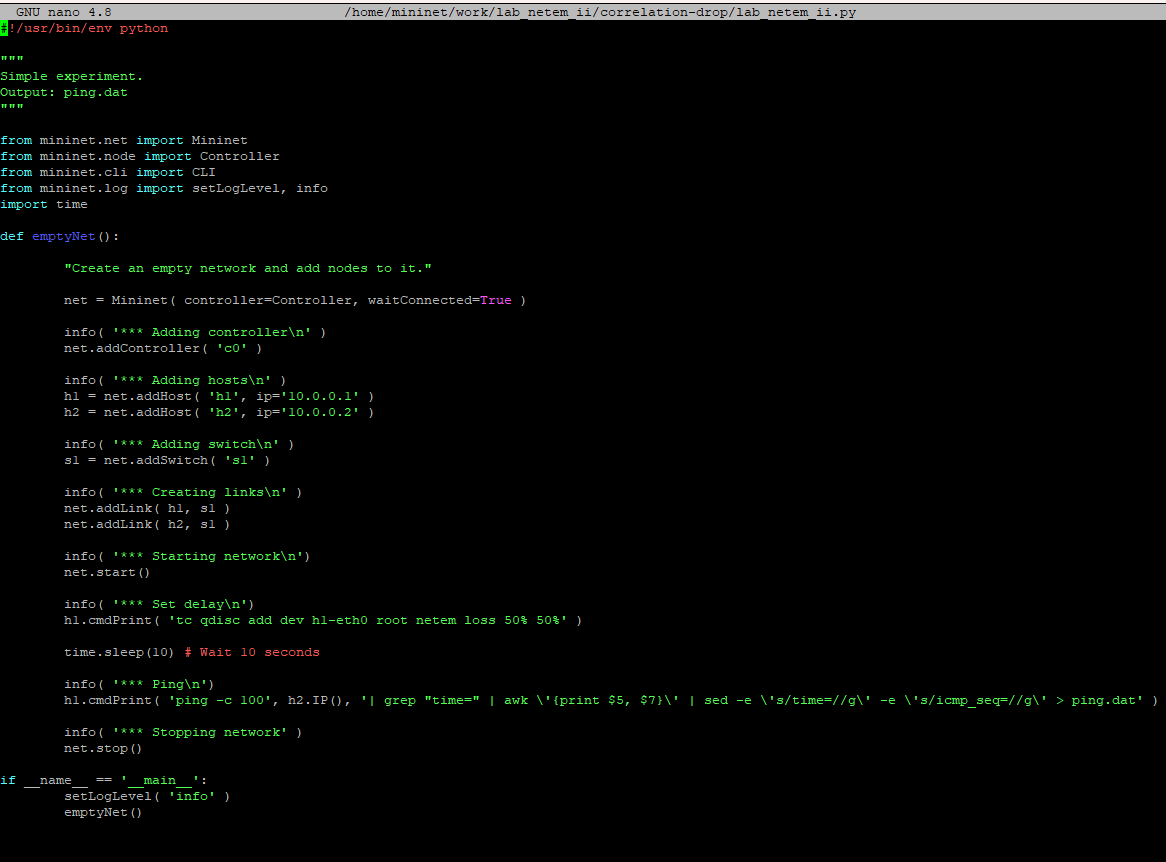 GNU nano 4.8 /home/mininet/work/lab_netem_ii/correlation-drop/lab_netem_ii.py
#!/usr/bin/env python
"""
Simple experiment.
Output: ping.dat
"""
from mininet.net import Mininet
from mininet.node import Controller
from mininet.cli import CLI
from mininet.log import setLogLevel, info
import time
def emptyNet():
"Create an empty network and add nodes to it."
net = Mininet( controller=Controller, waitConnected=True )
info( '*** Adding controller\n' )
net.addController( 'c0' )
info( '*** Adding hosts\n' )
h1 = net.addHost( 'h1', ip='10.0.0.1' )
h2 = net.addHost( 'h2', ip='10.0.0.2' )
info( '*** Adding switch\n' )
s1 = net.addSwitch( 's1' )
info( '*** Creating links\n' )
net.addLink( h1, s1 )
net.addLink( h2, s1 )
info( '*** Starting network\n')
net.start()
info( '*** Set delay\n')
h1.cmdPrint( 'tc qdisc add dev h1-eth0 root netem loss 50% 50%' )
time.sleep(10) # Wait 10 seconds
info( '*** Ping\n')
h1.cmdPrint( 'ping -c 100', h2.IP(), '| grep "time=" | awk \'{print $5, $7}\' | sed -e \'s/time=//g\' -e \'s/icmp_seq=//g\' > ping.dat' )
info( '*** Stopping network' )
net.stop()
if __name__ == '__main__':
setLogLevel( 'info' )
emptyNet()